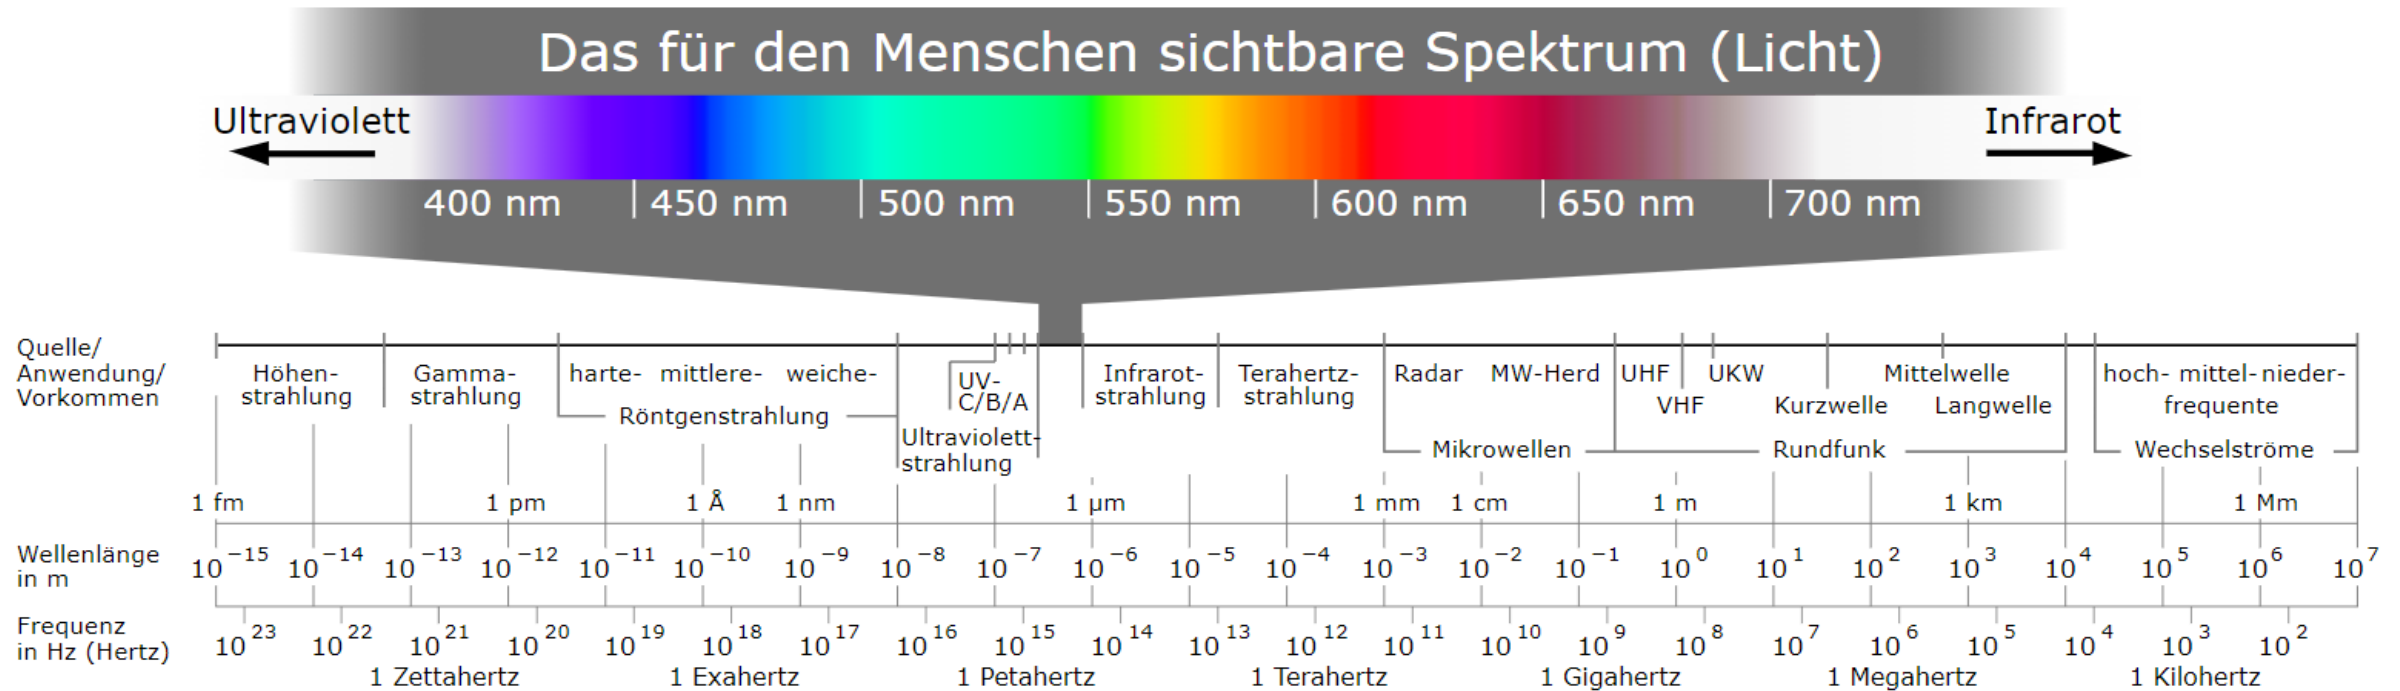 Das für den Menschen sichtbare Spektrum (Licht)
Ultraviolett
Infrarot
400 nm 450 nm 500 nm 550 nm 600 nm 650 nm 700 nm
Quelle/
Anwendung/
Vorkommen
Höhen-
strahlung
Gamma-
strahlung
harte- mittlere- weiche-
Röntgenstrahlung
UV-
C/B/A
Ultraviolett-
strahlung
Infrarot-
strahlung
Terahertz-
strahlung
Radar MW-Herd
Mikrowellen
UHF UKW Mittelwelle
VHF Kurzwelle Langwelle
Rundfunk
hoch- mittel- nieder-
frequente
Wechselströme
1 fm 1 pm 1 Å 1 nm 1 µm 1 mm 1 cm 1 m 1 km 1 Mm
Wellenlänge
in m
10⁻¹⁵ 10⁻¹⁴ 10⁻¹³ 10⁻¹² 10⁻¹¹ 10⁻¹⁰ 10⁻⁹ 10⁻⁸ 10⁻⁷ 10⁻⁶ 10⁻⁵ 10⁻⁴ 10⁻³ 10⁻² 10⁻¹ 10⁰ 10¹ 10² 10³ 10⁴ 10⁵ 10⁶ 10⁷
Frequenz
in Hz (Hertz)
10²³ 10²² 10²¹ 10²⁰ 10¹⁹ 10¹⁸ 10¹⁷ 10¹⁶ 10¹⁵ 10¹⁴ 10¹³ 10¹² 10¹¹ 10¹⁰ 10⁹ 10⁸ 10⁷ 10⁶ 10⁵ 10⁴ 10³ 10²
1 Zettahertz 1 Exahertz 1 Petahertz 1 Terahertz 1 Gigahertz 1 Megahertz 1 Kilohertz